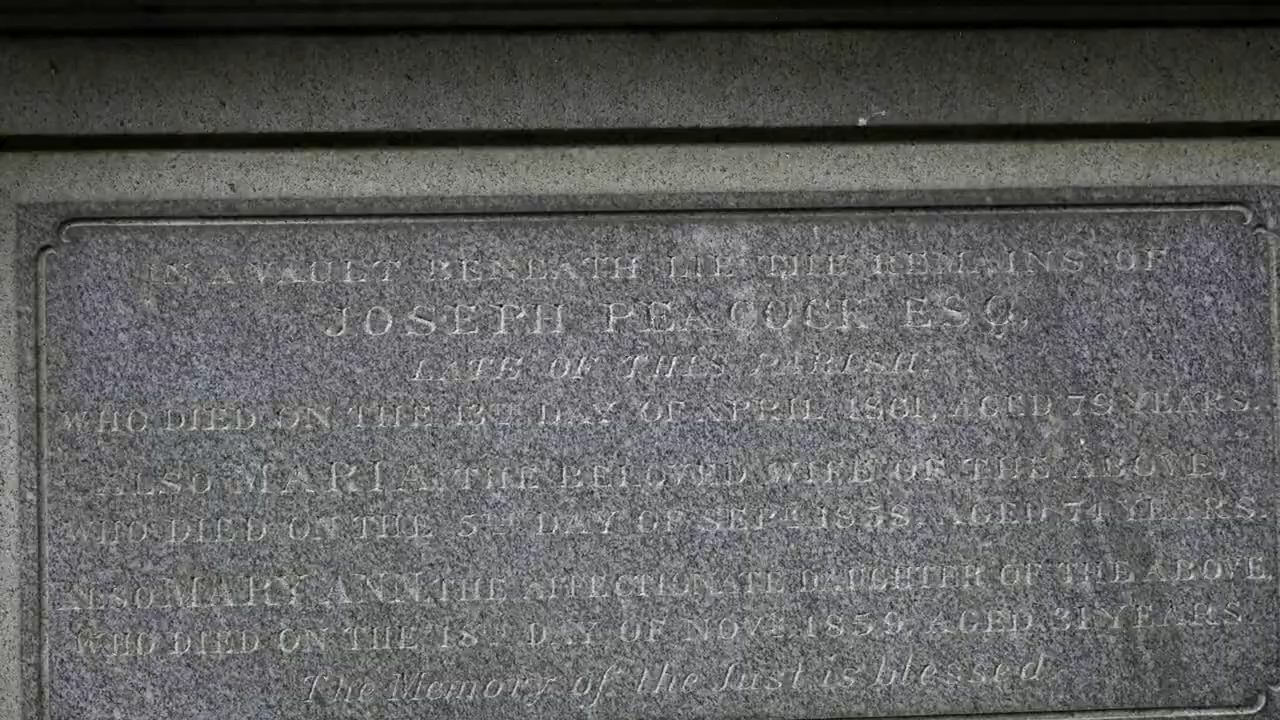 IN A VAULT BENEATH LIE THE REMAINS OF
JOSEPH PEACOCK ESQ.
LATE OF THIS PARISH.
WHO DIED ON THE 13TH DAY OF APRIL 1861, AGED 79 YEARS.
ALSO MARIA, THE BELOVED WIFE OF THE ABOVE,
WHO DIED ON THE 5TH DAY OF SEPT 1858, AGED 74 YEARS.
ALSO MARY ANN, THE AFFECTIONATE DAUGHTER OF THE ABOVE,
WHO DIED ON THE 18TH DAY OF NOVR 1859, AGED 31 YEARS.
The Memory of the Just is blessed.